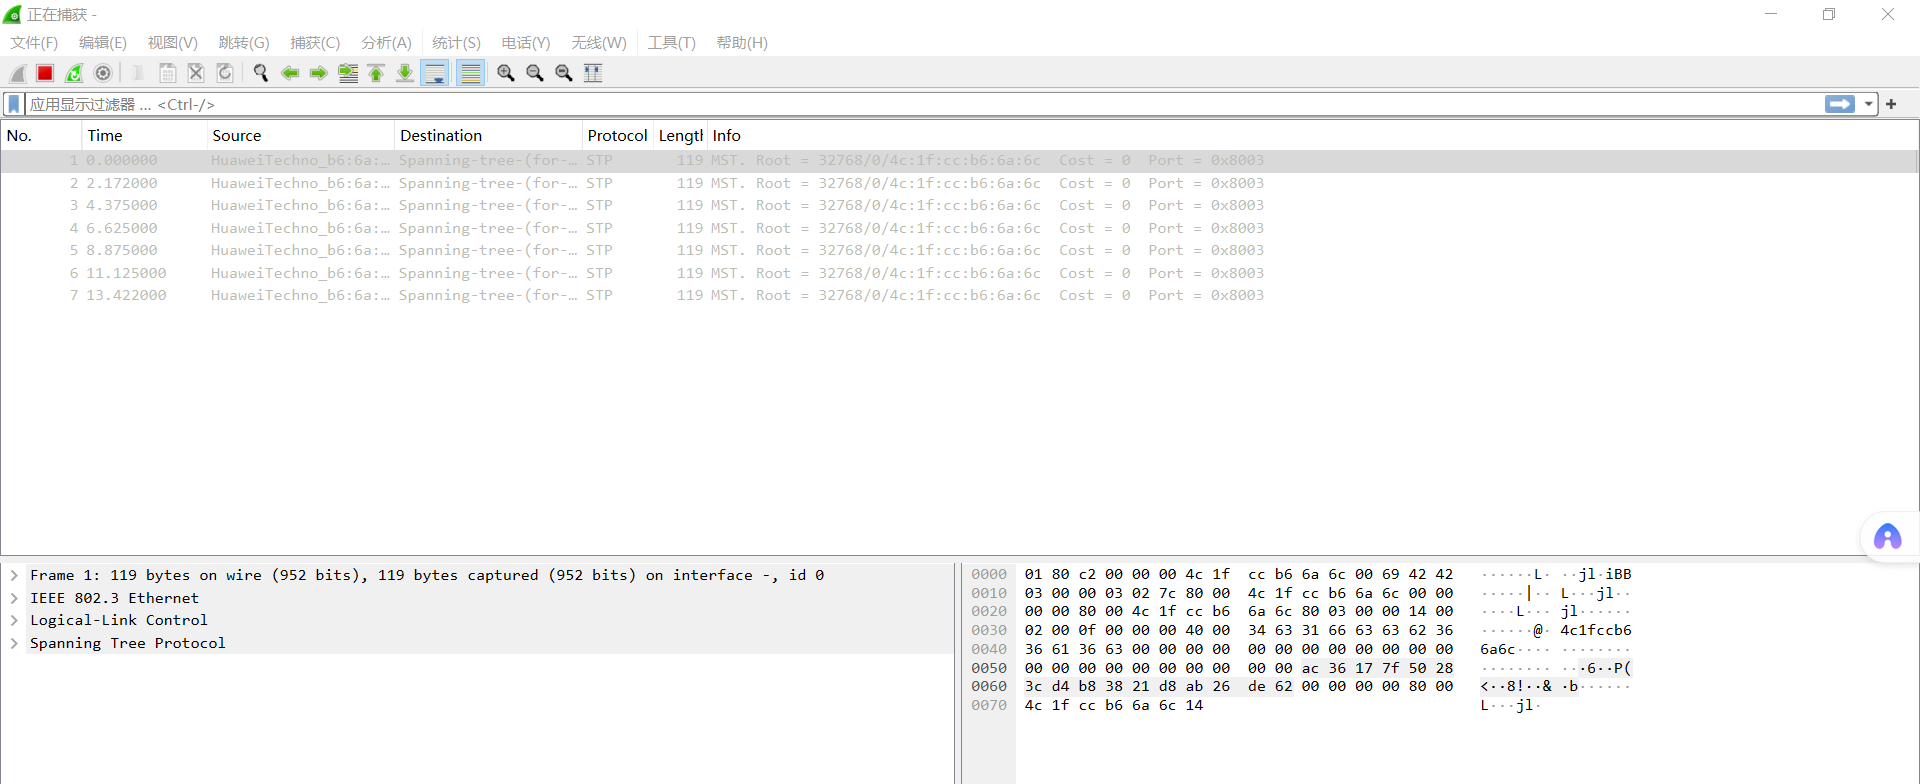 正在捕获 -
文件(F) 编辑(E) 视图(V) 跳转(G) 捕获(C) 分析(A) 统计(S) 电话(Y) 无线(W) 工具(T) 帮助(H)
应用显示过滤器 … <Ctrl-/>
No. Time Source Destination Protocol Length Info
1 0.000000 HuaweiTechno_b6:6a:… Spanning-tree-(for-… STP 119 MST. Root = 32768/0/4c:1f:cc:b6:6a:6c Cost = 0 Port = 0x8003
2 2.172000 HuaweiTechno_b6:6a:… Spanning-tree-(for-… STP 119 MST. Root = 32768/0/4c:1f:cc:b6:6a:6c Cost = 0 Port = 0x8003
3 4.375000 HuaweiTechno_b6:6a:… Spanning-tree-(for-… STP 119 MST. Root = 32768/0/4c:1f:cc:b6:6a:6c Cost = 0 Port = 0x8003
4 6.625000 HuaweiTechno_b6:6a:… Spanning-tree-(for-… STP 119 MST. Root = 32768/0/4c:1f:cc:b6:6a:6c Cost = 0 Port = 0x8003
5 8.875000 HuaweiTechno_b6:6a:… Spanning-tree-(for-… STP 119 MST. Root = 32768/0/4c:1f:cc:b6:6a:6c Cost = 0 Port = 0x8003
6 11.125000 HuaweiTechno_b6:6a:… Spanning-tree-(for-… STP 119 MST. Root = 32768/0/4c:1f:cc:b6:6a:6c Cost = 0 Port = 0x8003
7 13.422000 HuaweiTechno_b6:6a:… Spanning-tree-(for-… STP 119 MST. Root = 32768/0/4c:1f:cc:b6:6a:6c Cost = 0 Port = 0x8003
Frame 1: 119 bytes on wire (952 bits), 119 bytes captured (952 bits) on interface -, id 0
IEEE 802.3 Ethernet
Logical-Link Control
Spanning Tree Protocol
0000 01 80 c2 00 00 00 4c 1f cc b6 6a 6c 00 69 42 42 ······L· ··jl·iBB
0010 03 00 00 03 02 7c 80 00 4c 1f cc b6 6a 6c 00 00 ·····|·· L···jl··
0020 00 00 80 00 4c 1f cc b6 6a 6c 80 03 00 00 14 00 ····L··· jl······
0030 02 00 0f 00 00 00 40 00 34 63 31 66 63 63 62 36 ······@· 4c1fccb6
0040 36 61 36 63 00 00 00 00 00 00 00 00 00 00 00 00 6a6c···· ········
0050 00 00 00 00 00 00 00 00 00 00 ac 36 17 7f 50 28 ········ ···6··P(
0060 3c d4 b8 38 21 d8 ab 26 de 62 00 00 00 00 80 00 <··8!··& ·b······
0070 4c 1f cc b6 6a 6c 14 L···jl·